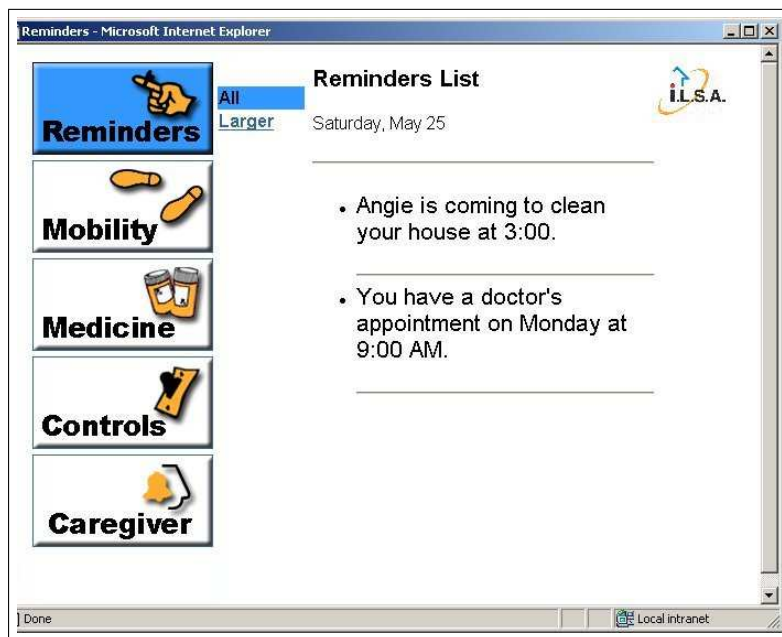 Reminders - Microsoft Internet Explorer
Reminders
All
Larger
Mobility
Medicine
Controls
Caregiver
Reminders List
Saturday, May 25
i.L.S.A.
• Angie is coming to clean
your house at 3:00.
• You have a doctor's
appointment on Monday at
9:00 AM.
Done
Local intranet